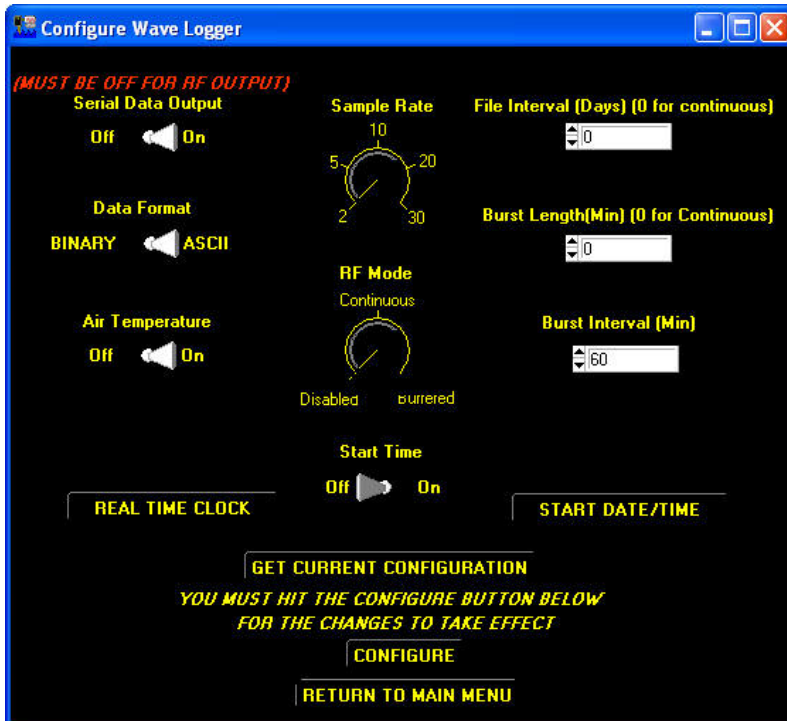 Configure Wave Logger
(MUST BE OFF FOR RF OUTPUT)
Serial Data Output
Off On
Data Format
BINARY ASCII
Air Temperature
Off On
Sample Rate
10
5 20
2 30
RF Mode
Continuous
Disabled Burrered
File Interval (Days) (0 for continuous)
0
Burst Length(Min) (0 for Continuous)
0
Burst Interval (Min)
60
Start Time
Off On
REAL TIME CLOCK
START DATE/TIME
GET CURRENT CONFIGURATION
YOU MUST HIT THE CONFIGURE BUTTON BELOW
FOR THE CHANGES TO TAKE EFFECT
CONFIGURE
RETURN TO MAIN MENU